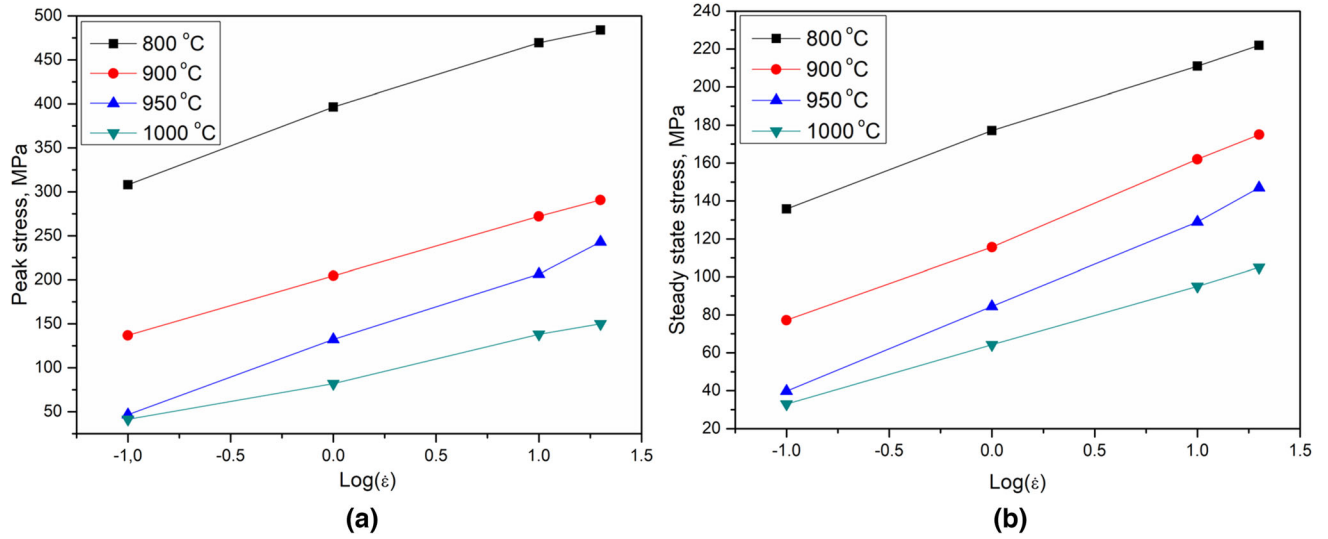 500
450
400
350
300
250
200
150
100
50
Peak stress, MPa
800 °C
900 °C
950 °C
1000 °C
-1,0
-0.5
0.0
0.5
1.0
1.5
Log(ε̇)
(a)
240
220
200
180
160
140
120
100
80
60
40
20
Steady state stress, MPa
800 °C
900 °C
950 °C
1000 °C
-1.0
-0.5
0.0
0.5
1.0
1.5
Log(ε̇)
(b)